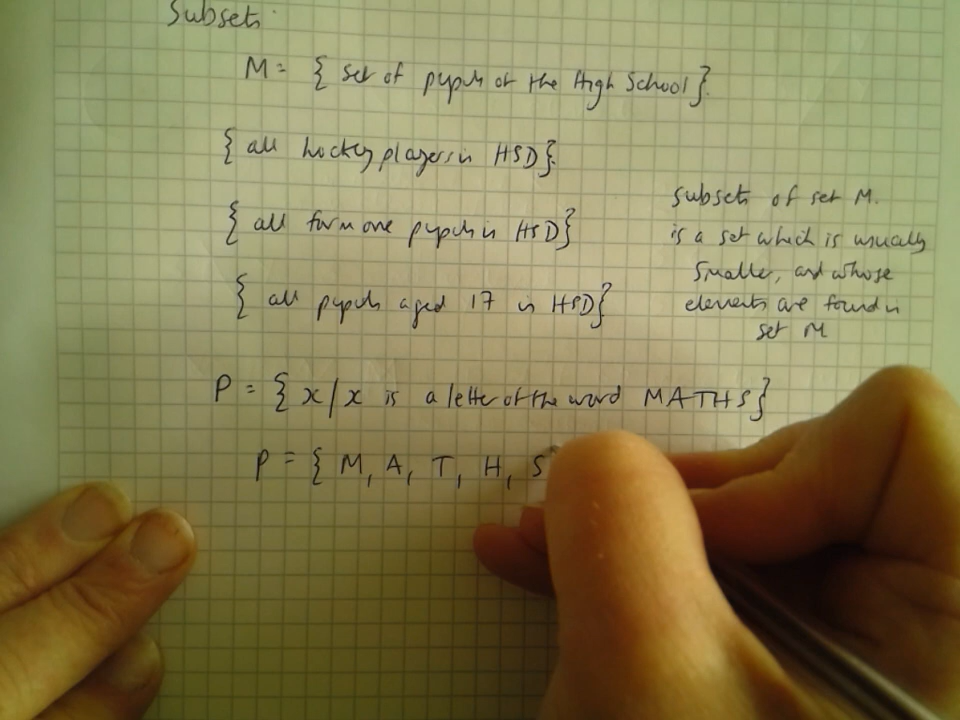 Subsets
M = { set of pupils of the High School }.
{ all hockey players in HSD }.
{ all form one pupils in HSD }
{ all pupils aged 17 in HSD }
subsets of set M.
is a set which is usually
smaller, and whose
elements are found in
set M
P = { x / x is a letter of the word MATHS }
P = { M, A, T, H, S